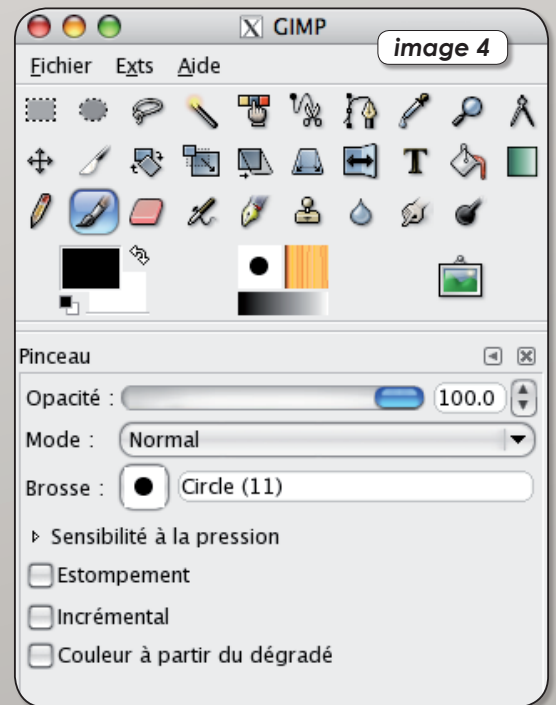 GIMP
image 4
Fichier Exts Aide
Pinceau
Opacité : 100.0
Mode : Normal
Brosse : Circle (11)
Sensibilité à la pression
Estompement
Incrémental
Couleur à partir du dégradé